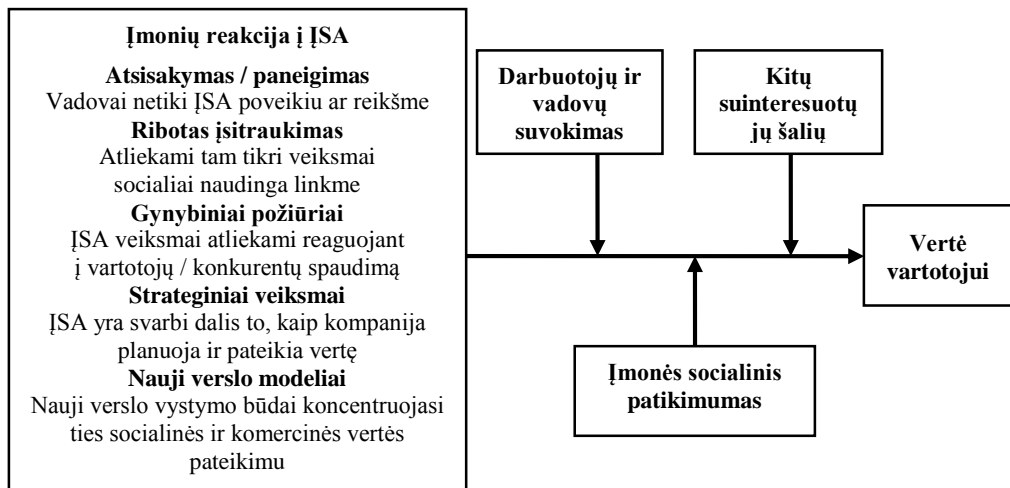 Įmonių reakcija į ĮSA
Atsisakymas / paneigimas
Vadovai netiki ĮSA poveikiu ar reikšme
Ribotas įsitraukimas
Atliekami tam tikri veiksmai
socialiai naudinga linkme
Gynybiniai požiūriai
ĮSA veiksmai atliekami reaguojant
į vartotojų / konkurentų spaudimą
Strateginiai veiksmai
ĮSA yra svarbi dalis to, kaip kompanija
planuoja ir pateikia vertę
Nauji verslo modeliai
Nauji verslo vystymo būdai koncentruojasi
ties socialinės ir komercinės vertės
pateikimu
Darbuotojų ir
vadovų
suvokimas
Kitų
suinteresuotų
jų šalių
Vertė
vartotojui
Įmonės socialinis
patikimumas